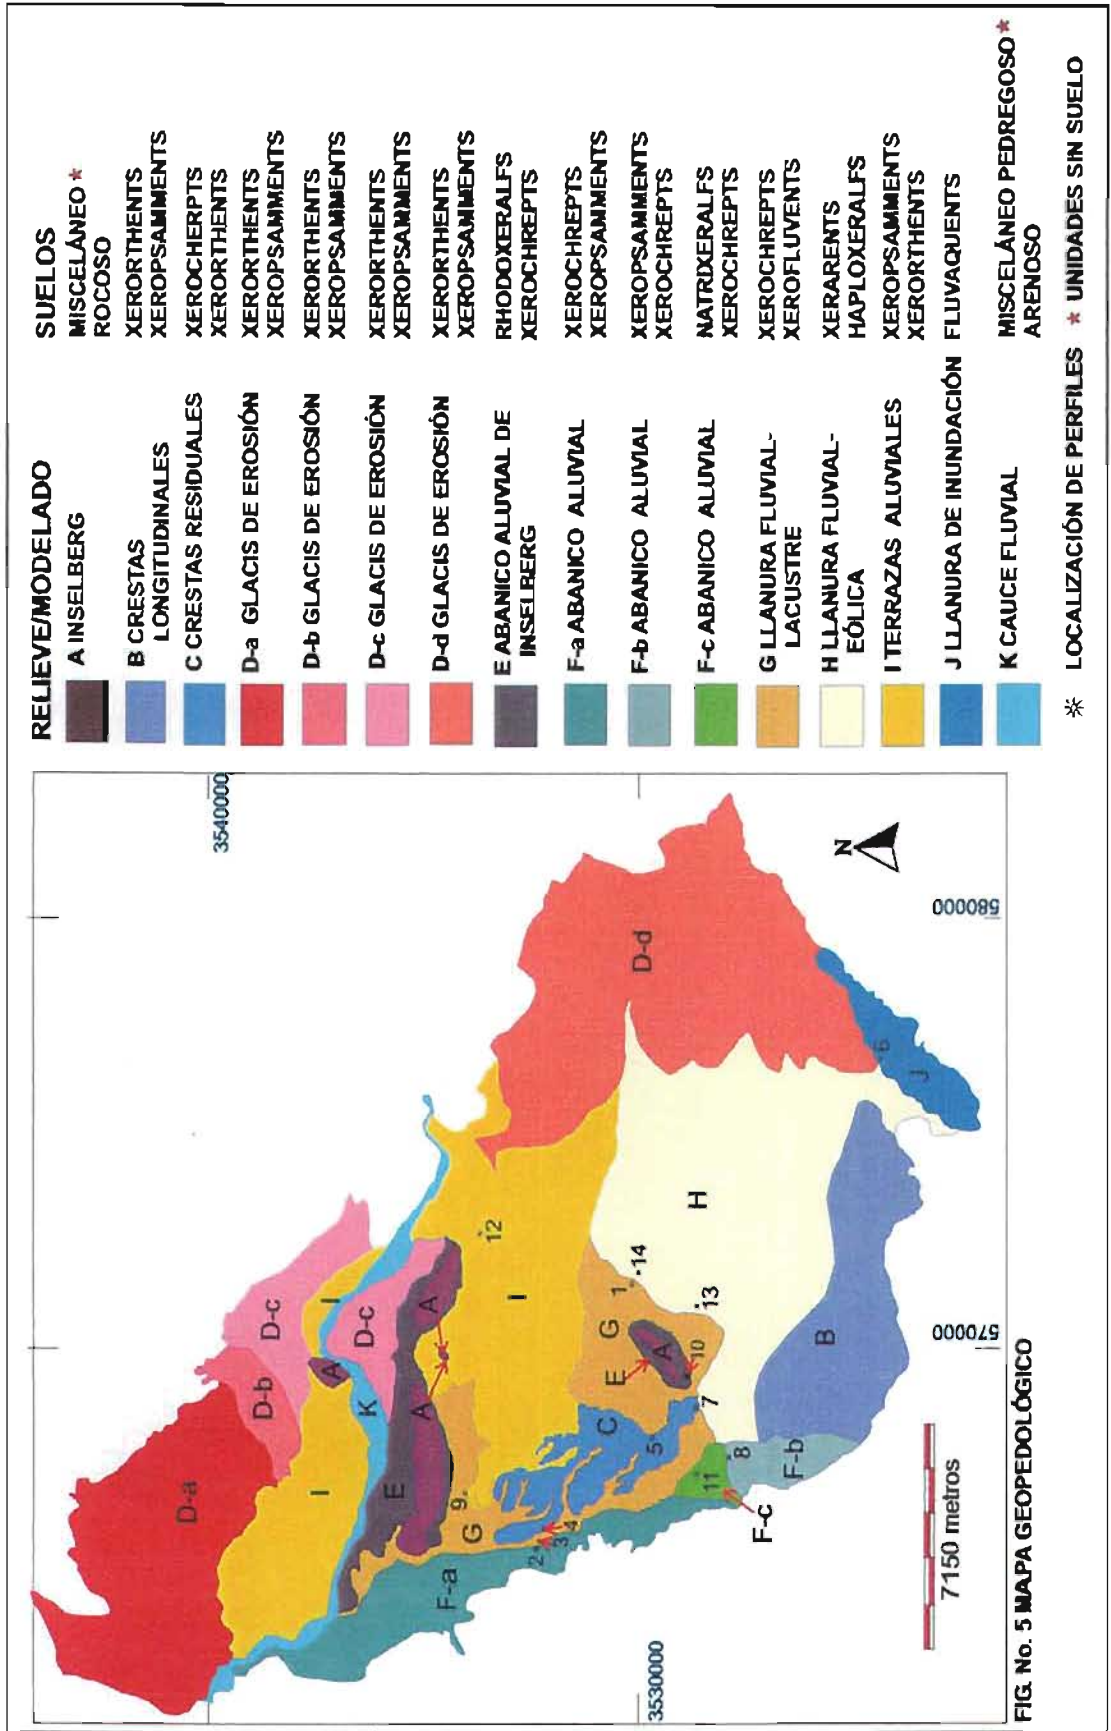 RELIEVE/MODELADO
SUELOS
A INSELBERG
MISCELÁNEO *
ROCOSO
B CRESTAS
LONGITUDINALES
XERORTHENTS
XEROPSAMMENTS
C CRESTAS RESIDUALES
XEROCHERPTS
XERORTHENTS
D-a GLACIS DE EROSIÓN
XERORTHENTS
XEROPSAMMENTS
D-b GLACIS DE EROSIÓN
XERORTHENTS
XEROPSAMMENTS
D-c GLACIS DE EROSIÓN
XERORTHENTS
XEROPSAMMENTS
D-d GLACIS DE EROSIÓN
XERORTHENTS
XEROPSAMMENTS
E ABANICO ALUVIAL DE
INSELBERG
RHODOXERALFS
XEROCHREPTS
F-a ABANICO ALUVIAL
XEROCHREPTS
XEROPSAMMENTS
F-b ABANICO ALUVIAL
XEROPSAMMENTS
XEROCHREPTS
F-c ABANICO ALUVIAL
NATRIXERALFS
XEROCHREPTS
G LLANURA FLUVIAL-
LACUSTRE
XEROCHREPTS
XEROFLUVENTS
H LLANURA FLUVIAL-
EÓLICA
XERARENTS
HAPLOXERALFS
I TERRAZAS ALUVIALES
XEROPSAMMENTS
XERORTHENTS
J LLANURA DE INUNDACIÓN
FLUVAQUENTS
K CAUCE FLUVIAL
MISCELÁNEO PEDREGOSO *
ARENOSO
LOCALIZACIÓN DE PERFILES
* UNIDADES SIN SUELO
3540000
3530000
580000
570000
N
D-a
D-b
D-c
I
A
D-c
K
I
E
A
A
F-a
G
9
I
12
D-d
2
3
4
C
5
E
G
A
10
1
14
13
H
7
F-c
11
8
F-b
B
6
J
7150 metros
FIG. No. 5 MAPA GEOPEDOLÓGICO